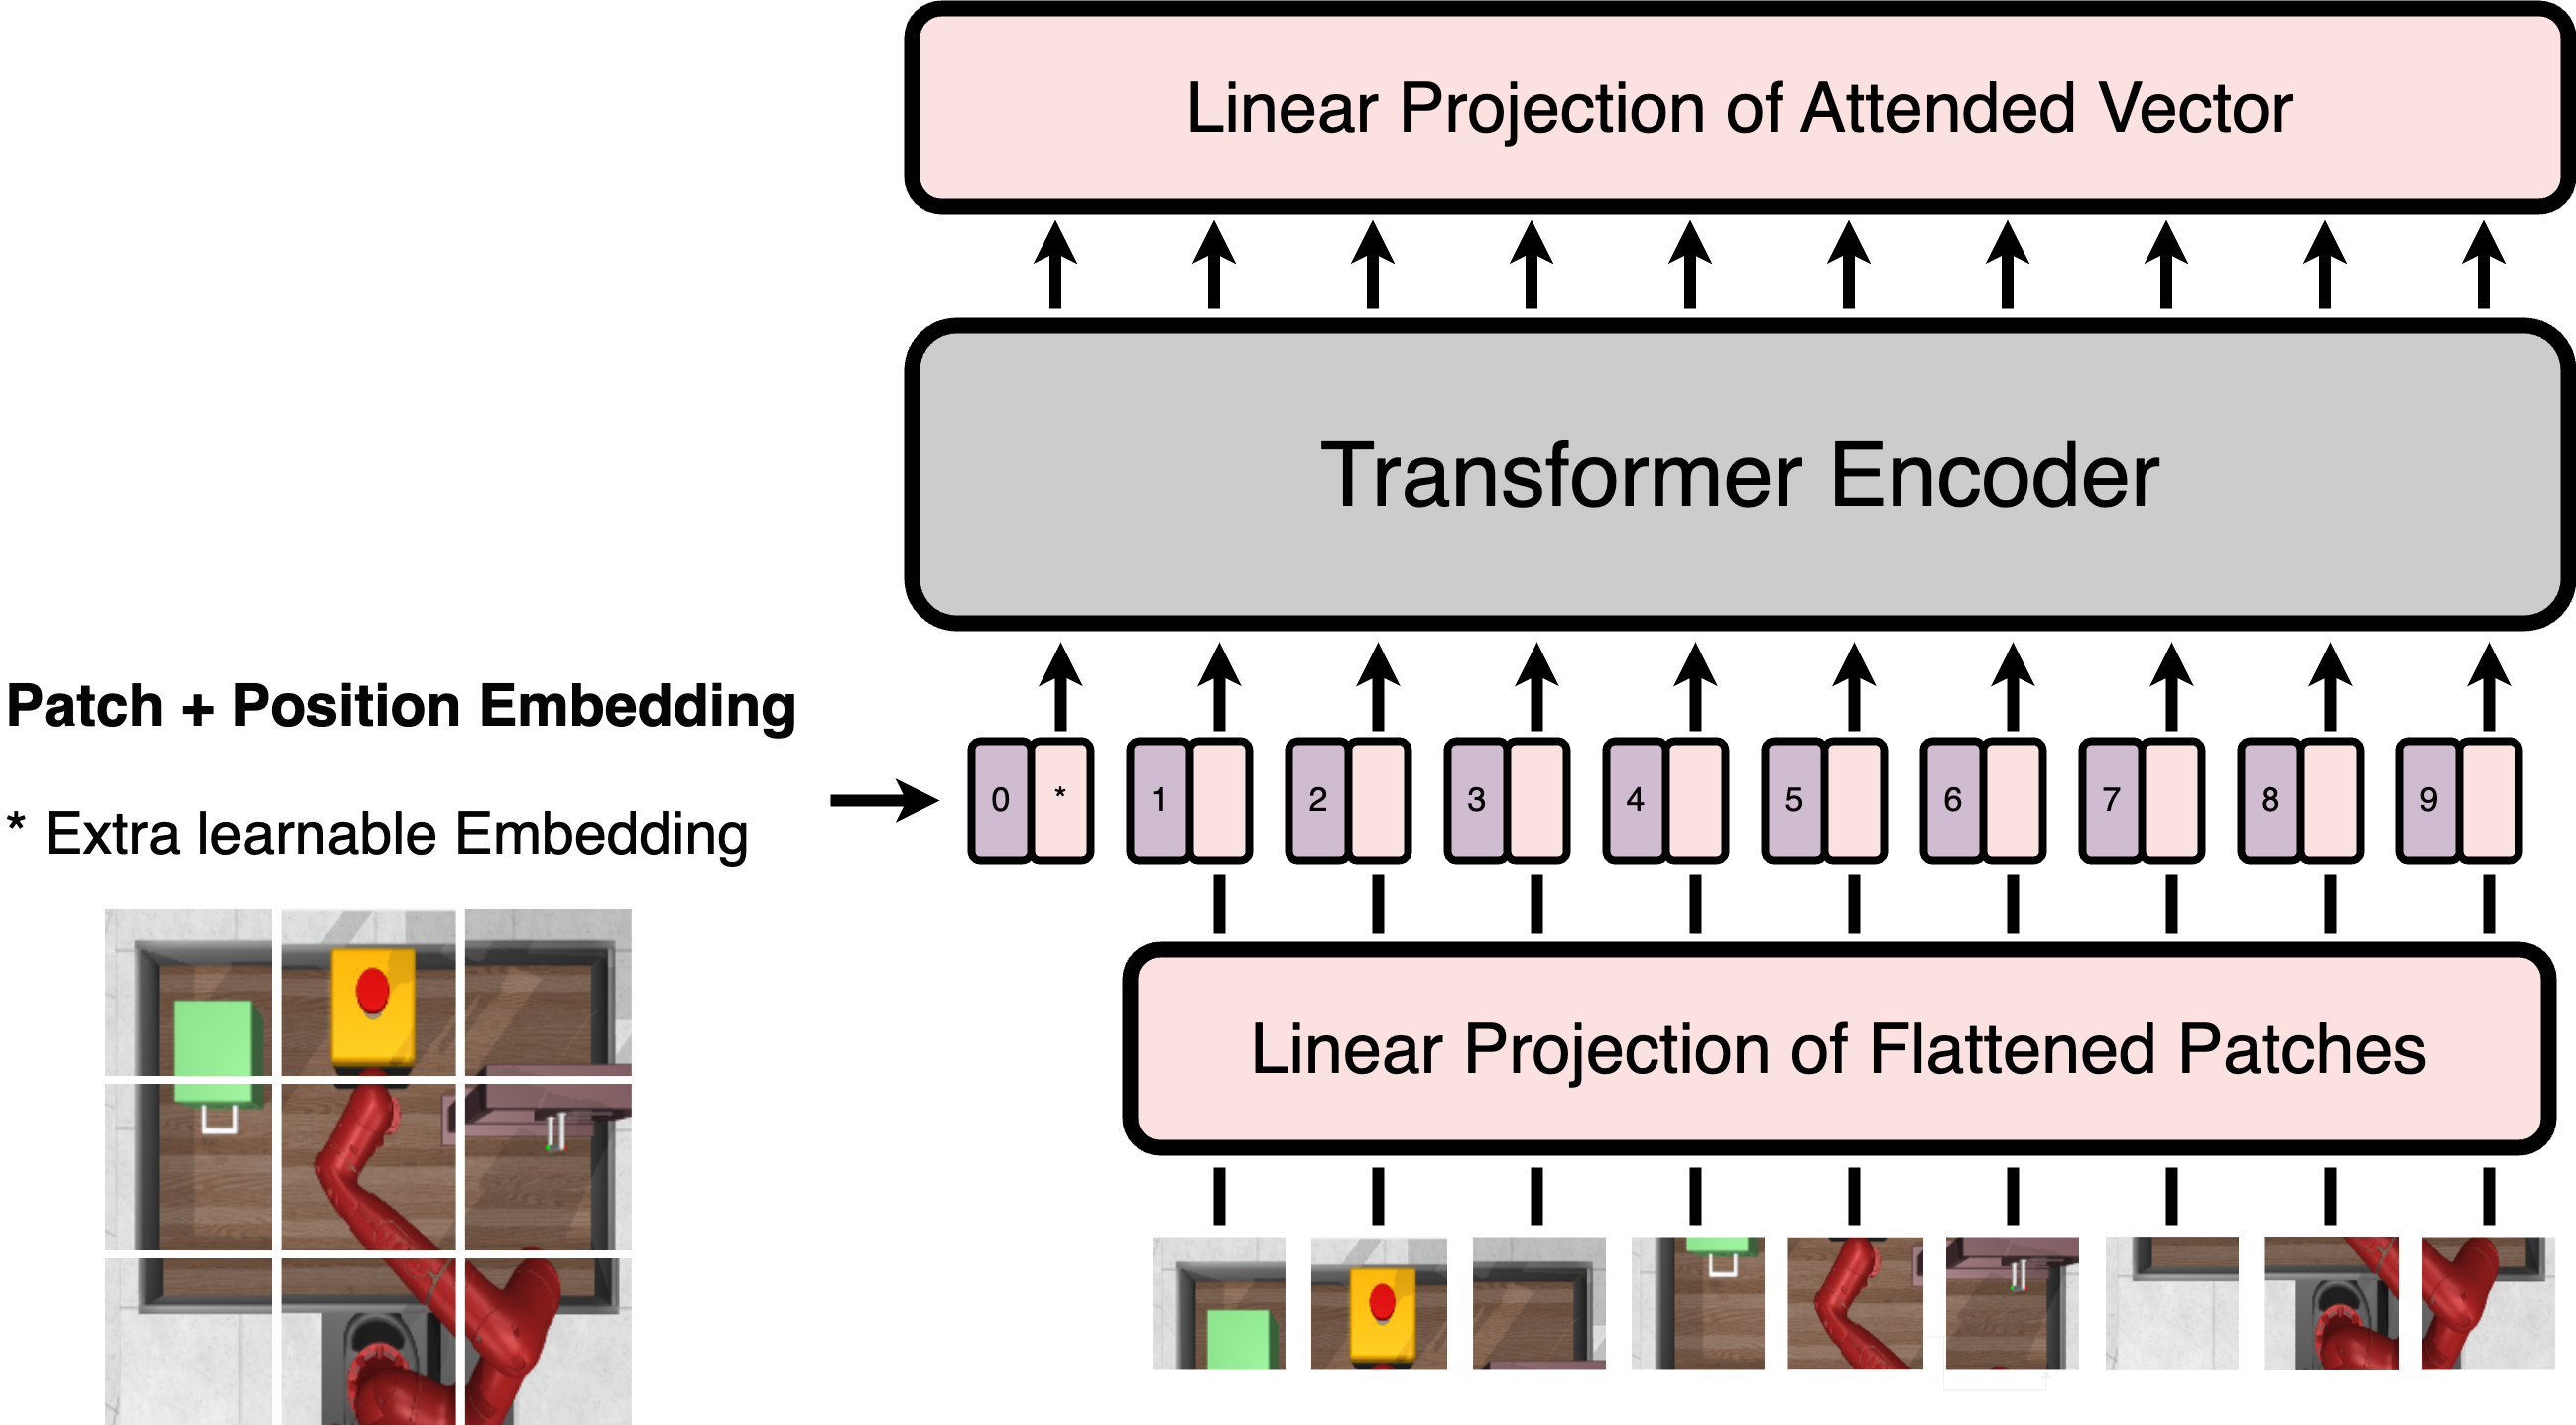 Linear Projection of Attended Vector
Transformer Encoder
Patch + Position Embedding
* Extra learnable Embedding
0 * 1 2 3 4 5 6 7 8 9
Linear Projection of Flattened Patches